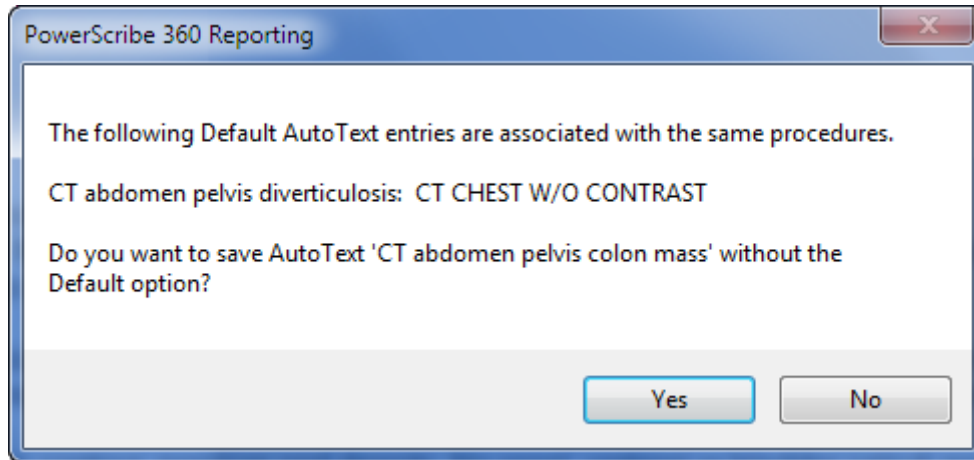 PowerScribe 360 Reporting
The following Default AutoText entries are associated with the same procedures.
CT abdomen pelvis diverticulosis:  CT CHEST W/O CONTRAST
Do you want to save AutoText 'CT abdomen pelvis colon mass' without the
Default option?
Yes
No